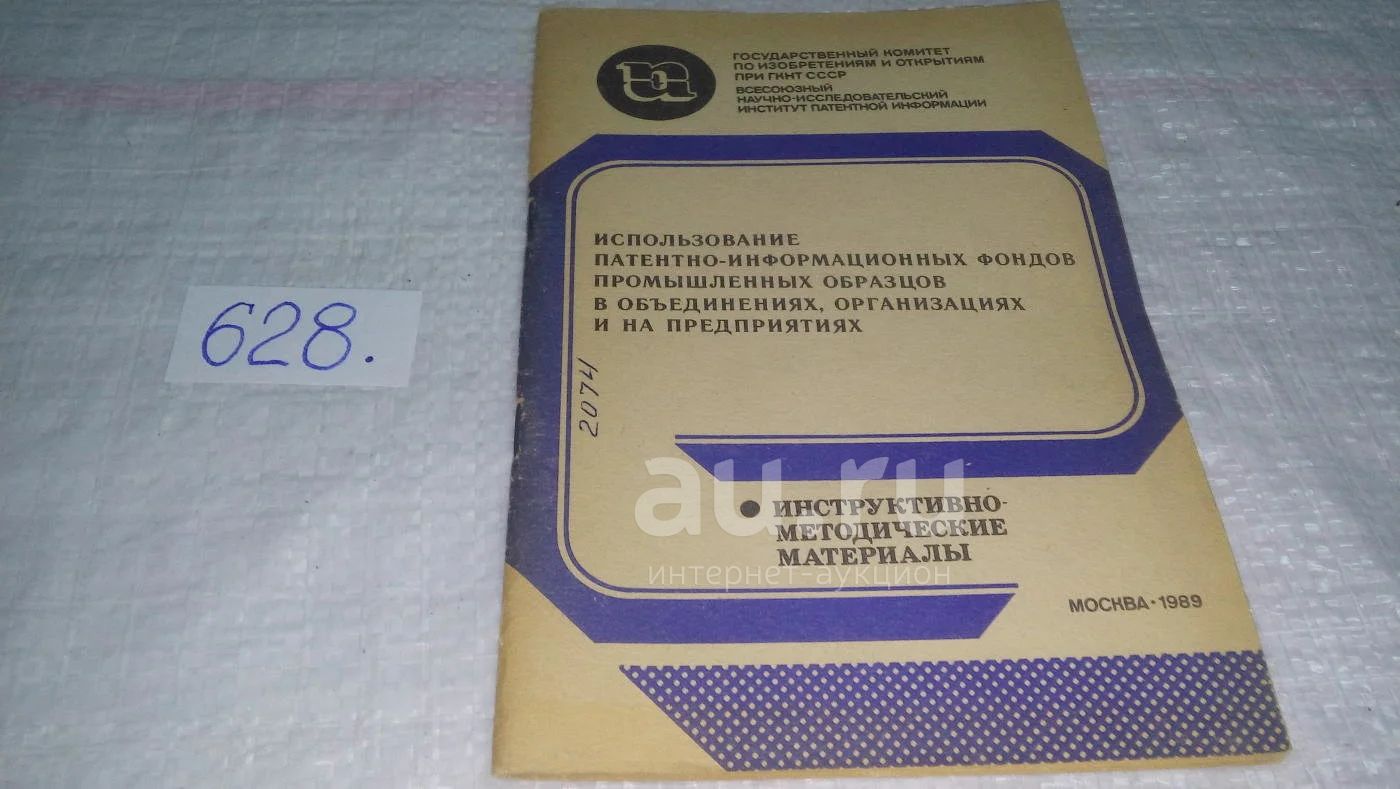 ГОСУДАРСТВЕННЫЙ КОМИТЕТ
ПО ИЗОБРЕТЕНИЯМ И ОТКРЫТИЯМ
ПРИ ГКНТ СССР
ВСЕСОЮЗНЫЙ
НАУЧНО-ИССЛЕДОВАТЕЛЬСКИЙ
ИНСТИТУТ ПАТЕНТНОЙ ИНФОРМАЦИИ
ИСПОЛЬЗОВАНИЕ
ПАТЕНТНО-ИНФОРМАЦИОННЫХ ФОНДОВ
ПРОМЫШЛЕННЫХ ОБРАЗЦОВ
В ОБЪЕДИНЕНИЯХ, ОРГАНИЗАЦИЯХ
И НА ПРЕДПРИЯТИЯХ
628.
2074
au.ru
интернет-аукцион
● ИНСТРУКТИВНО-
МЕТОДИЧЕСКИЕ
МАТЕРИАЛЫ
МОСКВА • 1989